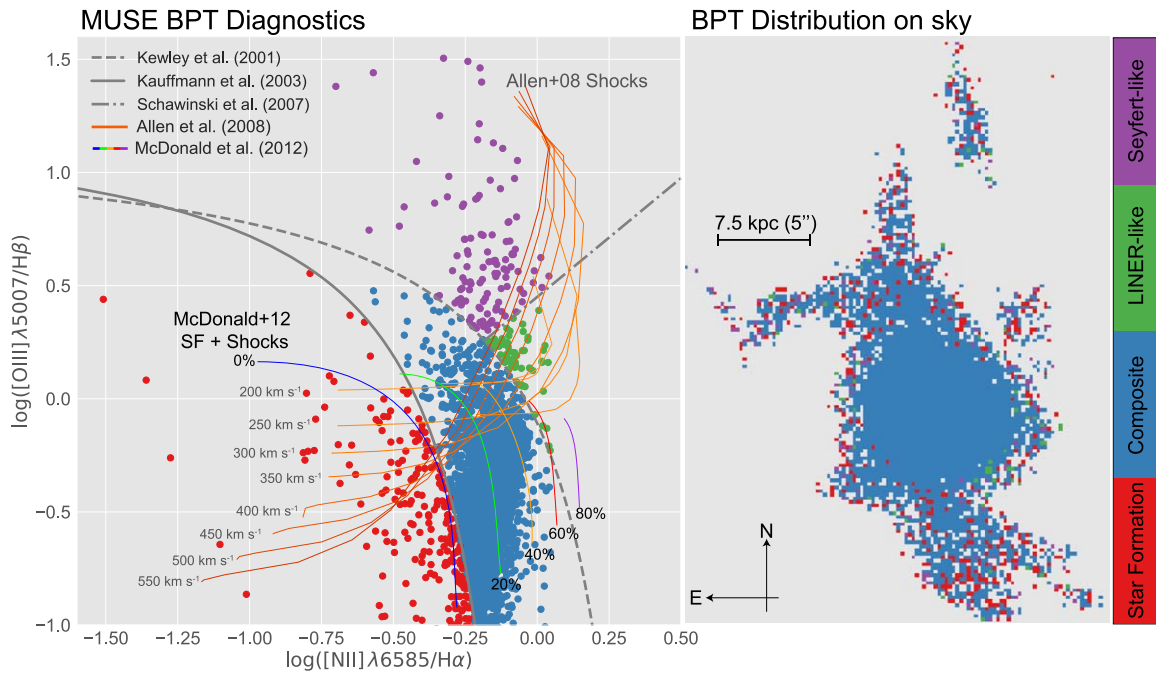 MUSE BPT Diagnostics
BPT Distribution on sky
Kewley et al. (2001)
Kauffmann et al. (2003)
Schawinski et al. (2007)
Allen et al. (2008)
McDonald et al. (2012)
Allen+08 Shocks
McDonald+12
SF + Shocks
0%
200 km s⁻¹
250 km s⁻¹
300 km s⁻¹
350 km s⁻¹
400 km s⁻¹
450 km s⁻¹
500 km s⁻¹
550 km s⁻¹
20%
40%
60%
80%
1.5
1.0
0.5
0.0
−0.5
−1.0
log([OIII]λ5007/Hβ)
−1.50
−1.25
−1.00
−0.75
−0.50
−0.25
0.00
0.25
0.50
log([NII]λ6585/Hα)
7.5 kpc (5’’)
N
E
Seyfert-like
LINER-like
Composite
Star Formation